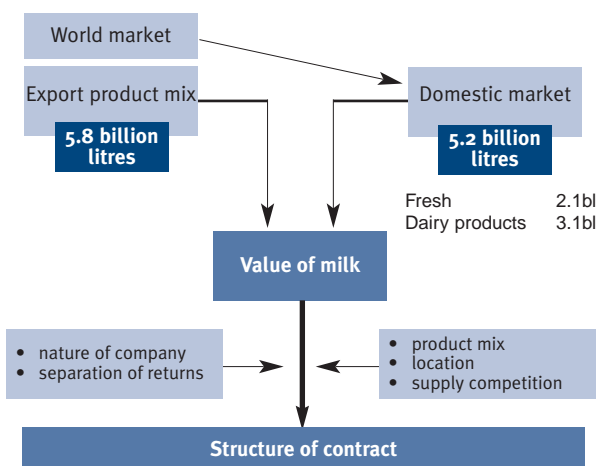 World market
Export product mix
5.8 billion
litres
Domestic market
5.2 billion
litres
Fresh 2.1bl
Dairy products 3.1bl
Value of milk
• nature of company
• separation of returns
• product mix
• location
• supply competition
Structure of contract